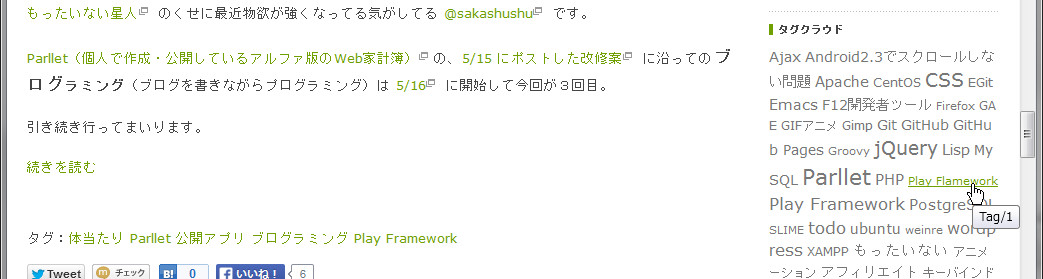 もったいない星人 のくせに最近物欲が強くなってる気がしてる @sakashushu です。
Parllet（個人で作成・公開しているアルファ版のWeb家計簿） の、5/15 にポストした改修案 に沿っての ブ
ログラミング（ブログを書きながらプログラミング）は 5/16 に開始して今回が３回目。
引き続き行ってまいります。
続きを読む
タグ：体当たり Parllet 公開アプリ ブログラミング Play Framework
Tweet
チェック
B! 0
いいね！ 6
タグクラウド
Ajax Android2.3でスクロールしな
い問題 Apache CentOS CSS EGit
Emacs F12開発者ツール Firefox GA
E GIFアニメ Gimp Git GitHub GitHu
b Pages Groovy jQuery Lisp My
SQL Parllet PHP Play Flamework
Play Framework PostgreSQL
Tag/1
SLIME todo ubuntu weinre wordp
ress XAMPP もったいない アニメ
ーション アフィリエイト キーバインド